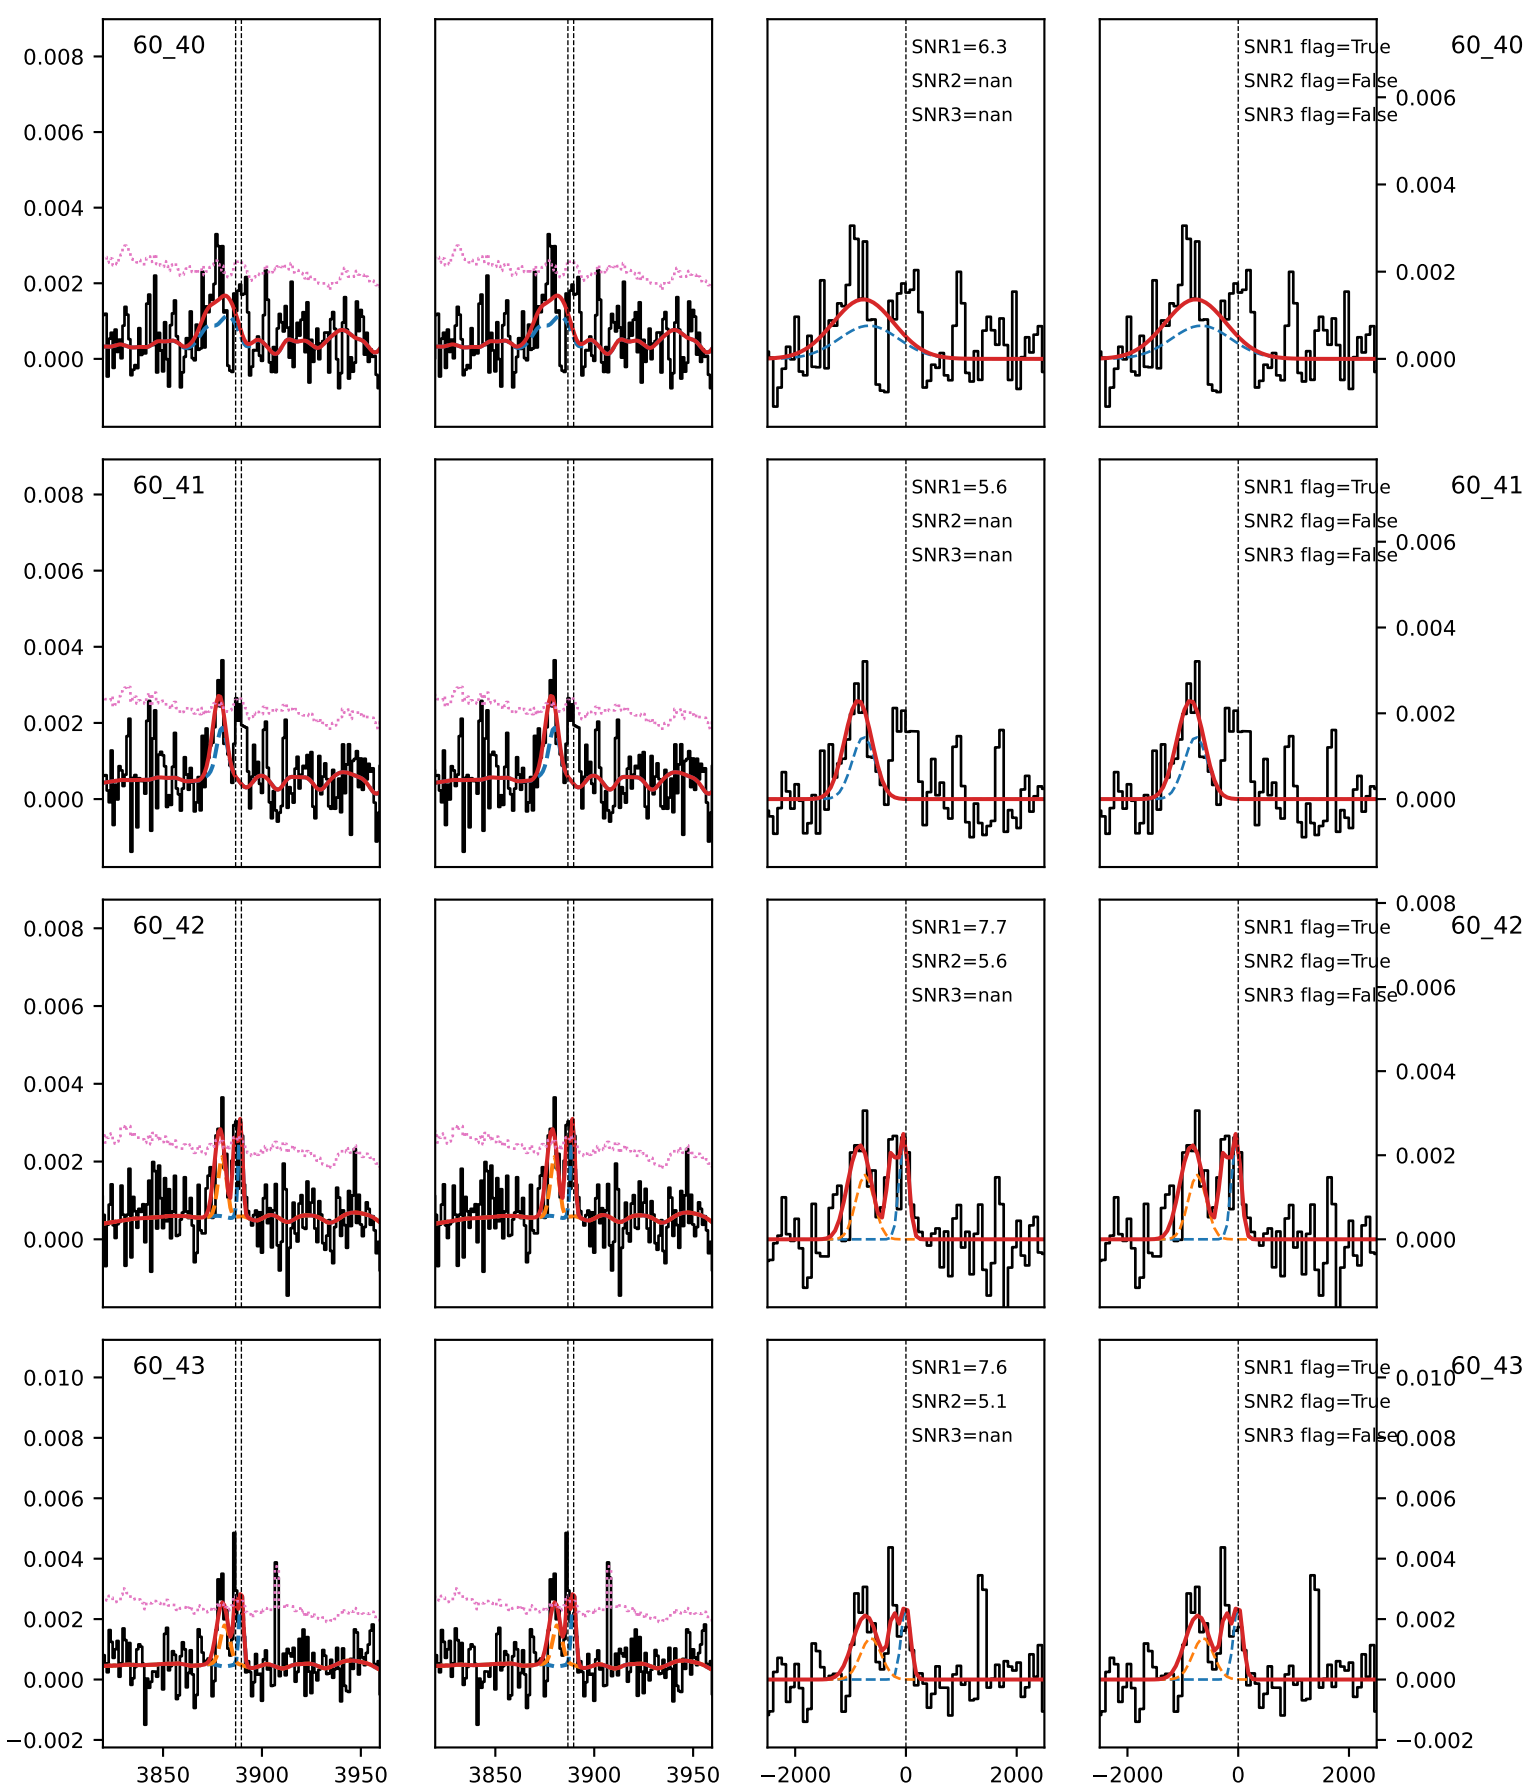 60_40
SNR1=6.3
SNR2=nan
SNR3=nan
SNR1 flag=True
SNR2 flag=False
SNR3 flag=False
60_40
0.008
0.006
0.004
0.002
0.000
0.006
0.004
0.002
0.000
60_41
SNR1=5.6
SNR2=nan
SNR3=nan
SNR1 flag=True
SNR2 flag=False
SNR3 flag=False
60_41
0.008
0.006
0.004
0.002
0.000
0.006
0.004
0.002
0.000
60_42
SNR1=7.7
SNR2=5.6
SNR3=nan
SNR1 flag=True
SNR2 flag=True
SNR3 flag=False
60_42
0.008
0.006
0.004
0.002
0.000
0.008
0.006
0.004
0.002
0.000
60_43
SNR1=7.6
SNR2=5.1
SNR3=nan
SNR1 flag=True
SNR2 flag=True
SNR3 flag=False
60_43
0.010
0.008
0.006
0.004
0.002
0.000
−0.002
0.010
0.008
0.006
0.004
0.002
0.000
−0.002
3850 3900 3950
3850 3900 3950
−2000 0 2000
−2000 0 2000